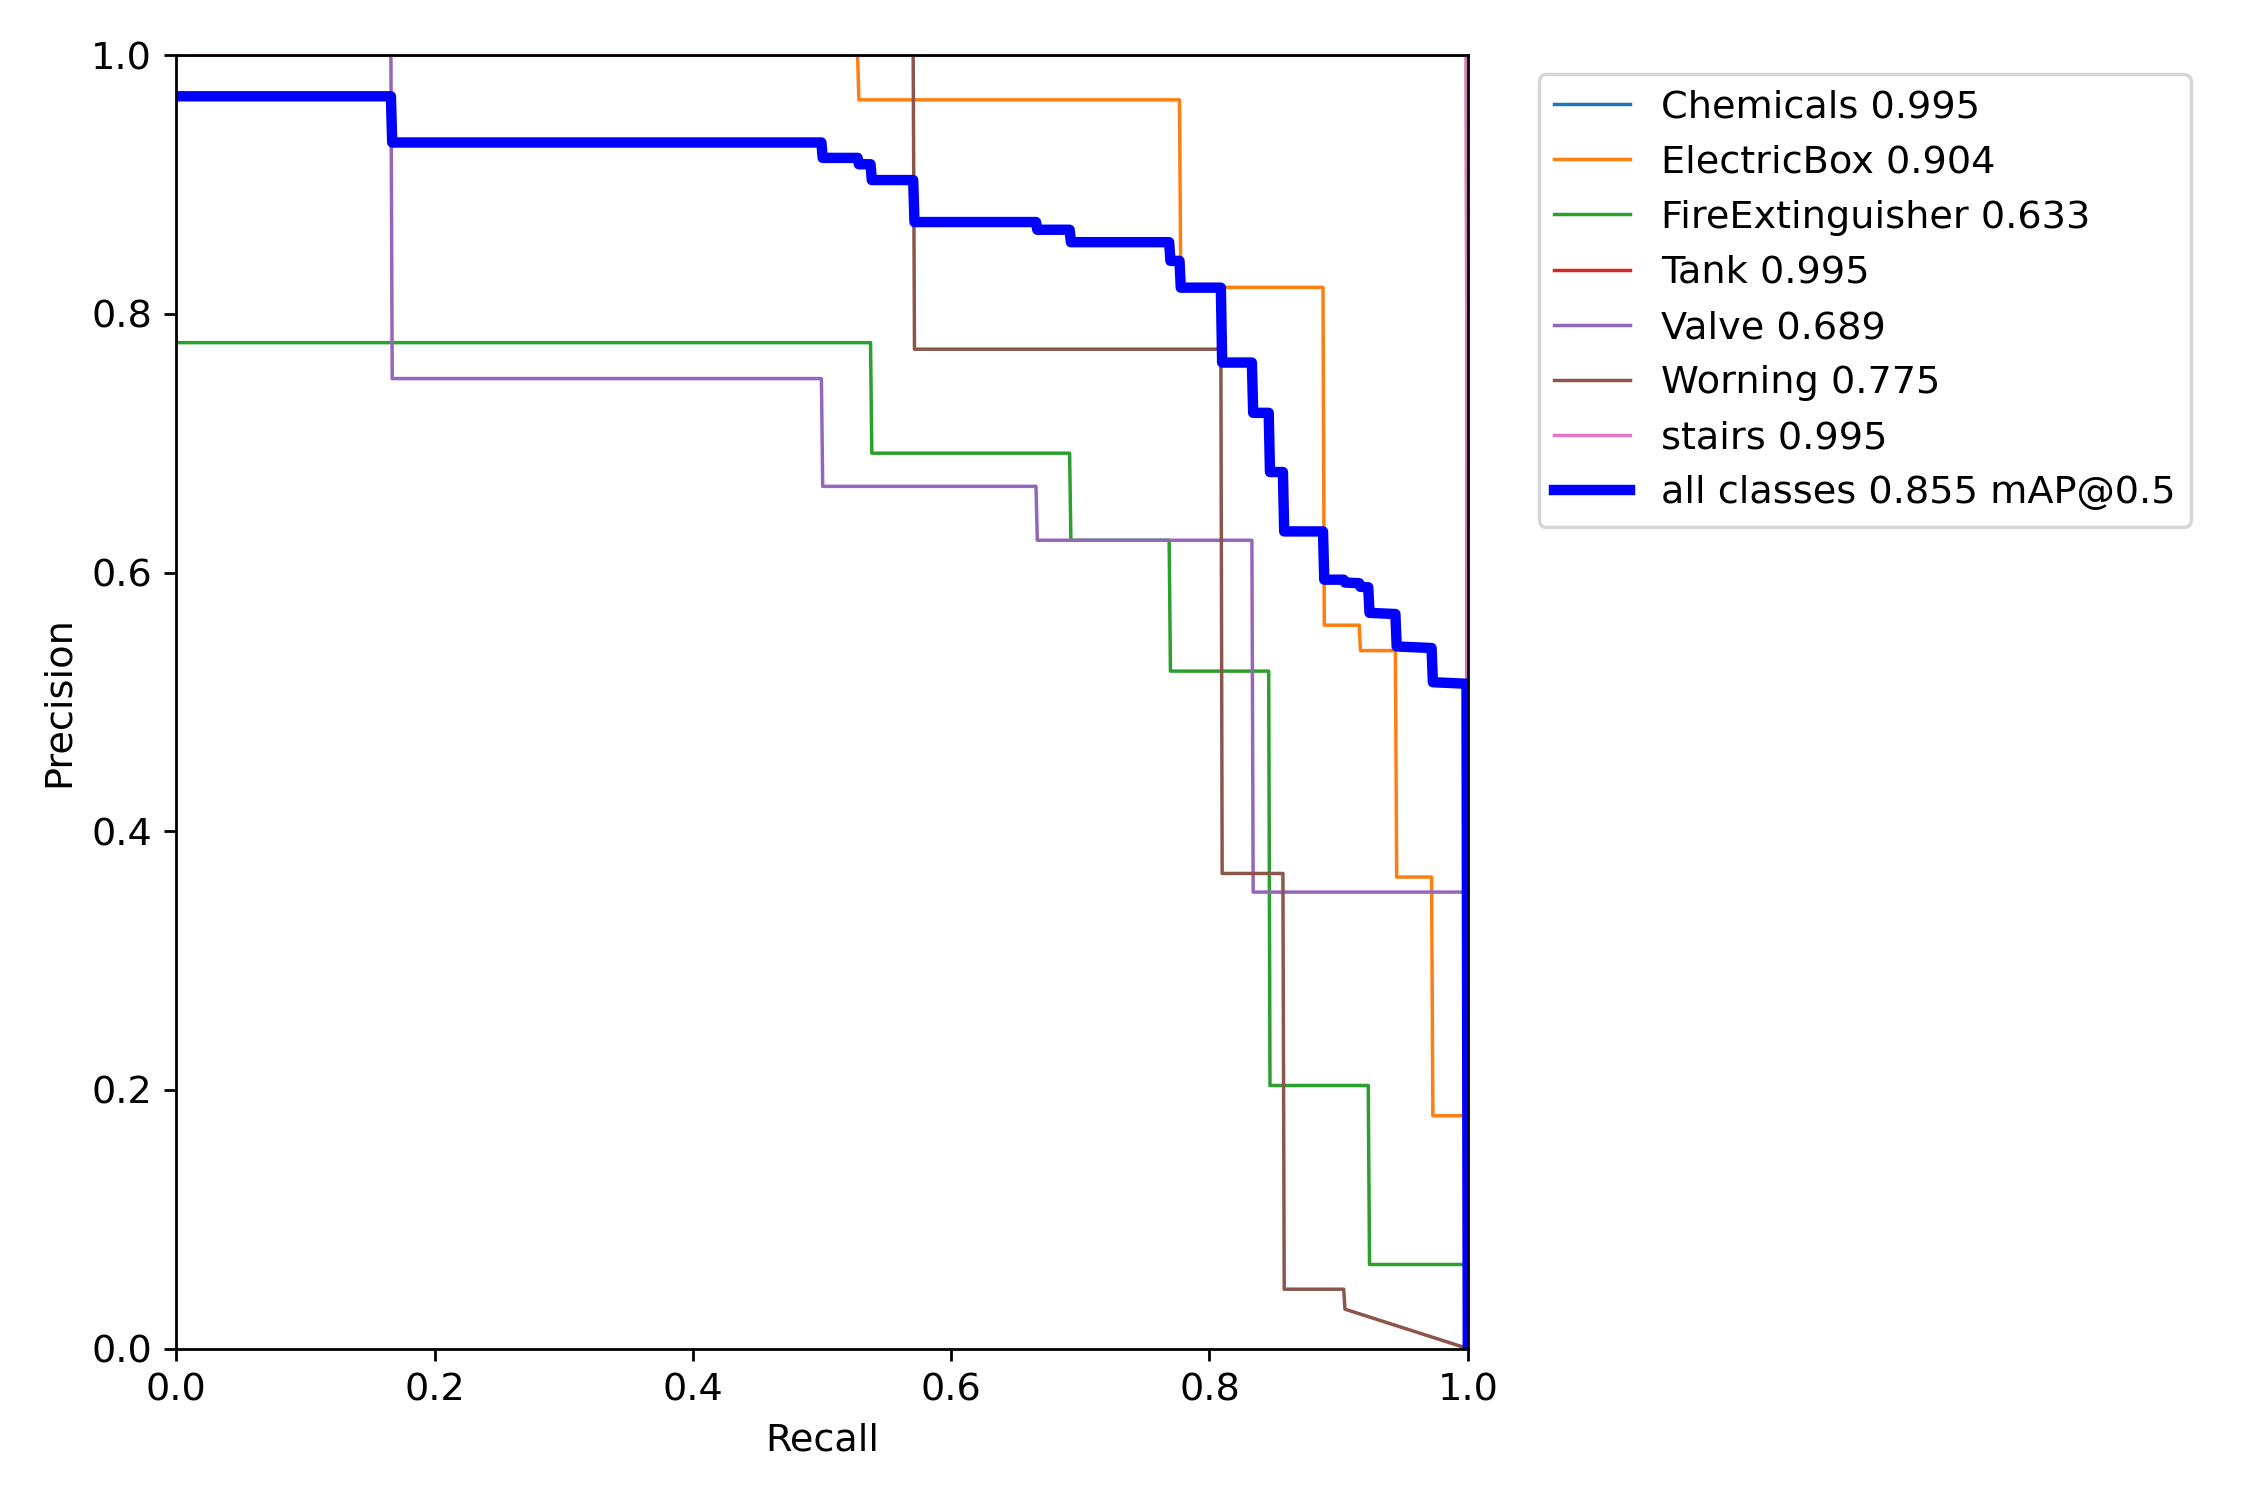 1.0
0.8
0.6
0.4
0.2
0.0
0.0 0.2 0.4 0.6 0.8 1.0
Precision
Recall
Chemicals 0.995
ElectricBox 0.904
FireExtinguisher 0.633
Tank 0.995
Valve 0.689
Worning 0.775
stairs 0.995
all classes 0.855 mAP@0.5